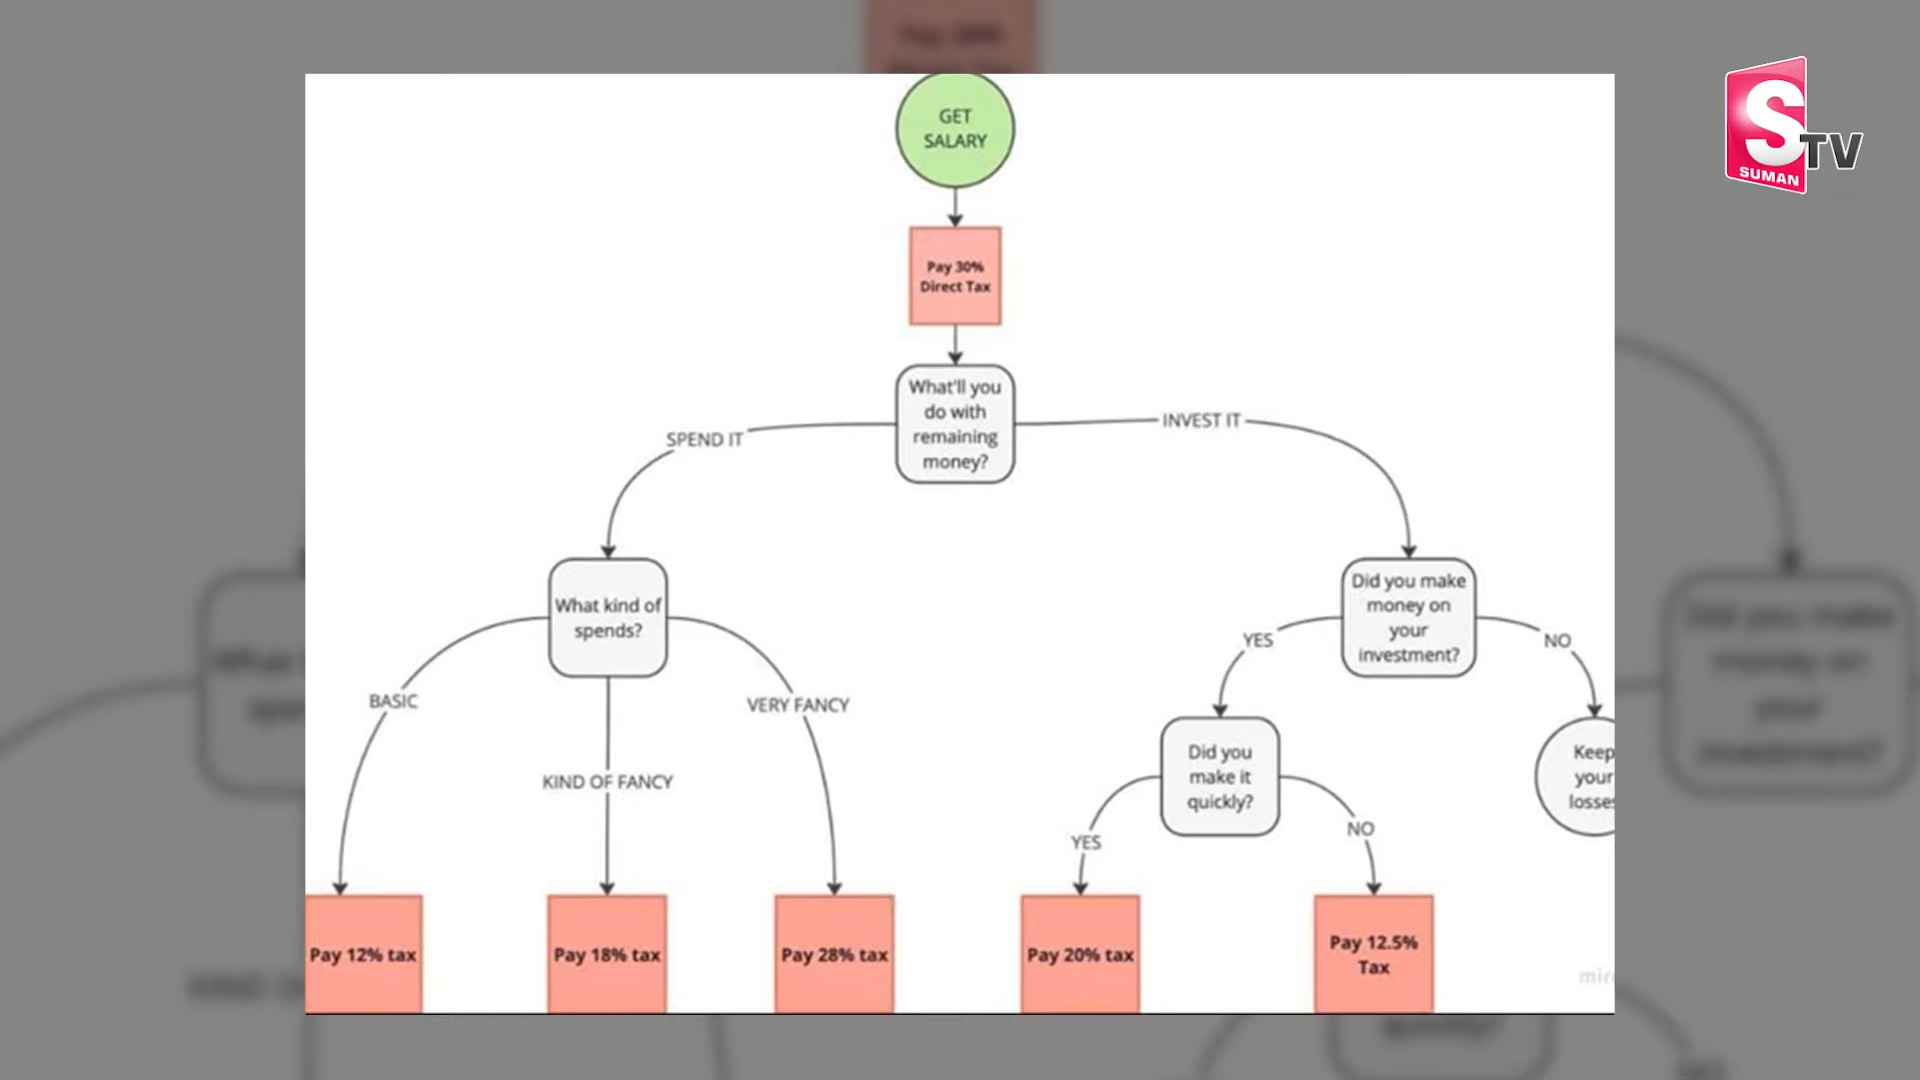 GET
SALARY
Pay 30%
Direct Tax
What'll you
do with
remaining
money?
SPEND IT
INVEST IT
What kind of
spends?
Did you make
money on
your
investment?
YES
NO
BASIC
VERY FANCY
KIND OF FANCY
Did you
make it
quickly?
Keep
your
losses
YES
NO
Pay 12% tax
Pay 18% tax
Pay 28% tax
Pay 20% tax
Pay 12.5%
Tax
S
TV
SUMAN